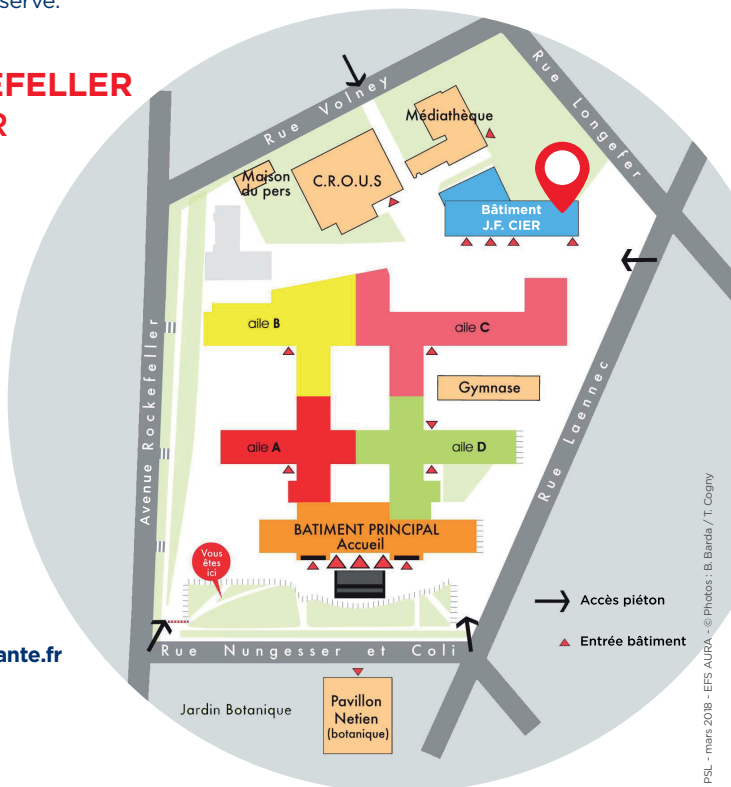 serve.
EFELLER
R
Rue Volney
Rue Longefer
Médiathèque
Maison
du pers
C.R.O.U.S
Bâtiment
J.F. CIER
aile B
aile C
Gymnase
aile A
aile D
Avenue Rockefeller
Rue Laennec
BATIMENT PRINCIPAL
Accueil
Vous
êtes
ici
Accès piéton
Entrée bâtiment
Rue Nungesser et Coli
ante.fr
Jardin Botanique
Pavillon
Netien
(botanique)
PSL - mars 2018 - EFS AURA - © Photos : B. Barda / T. Cogny